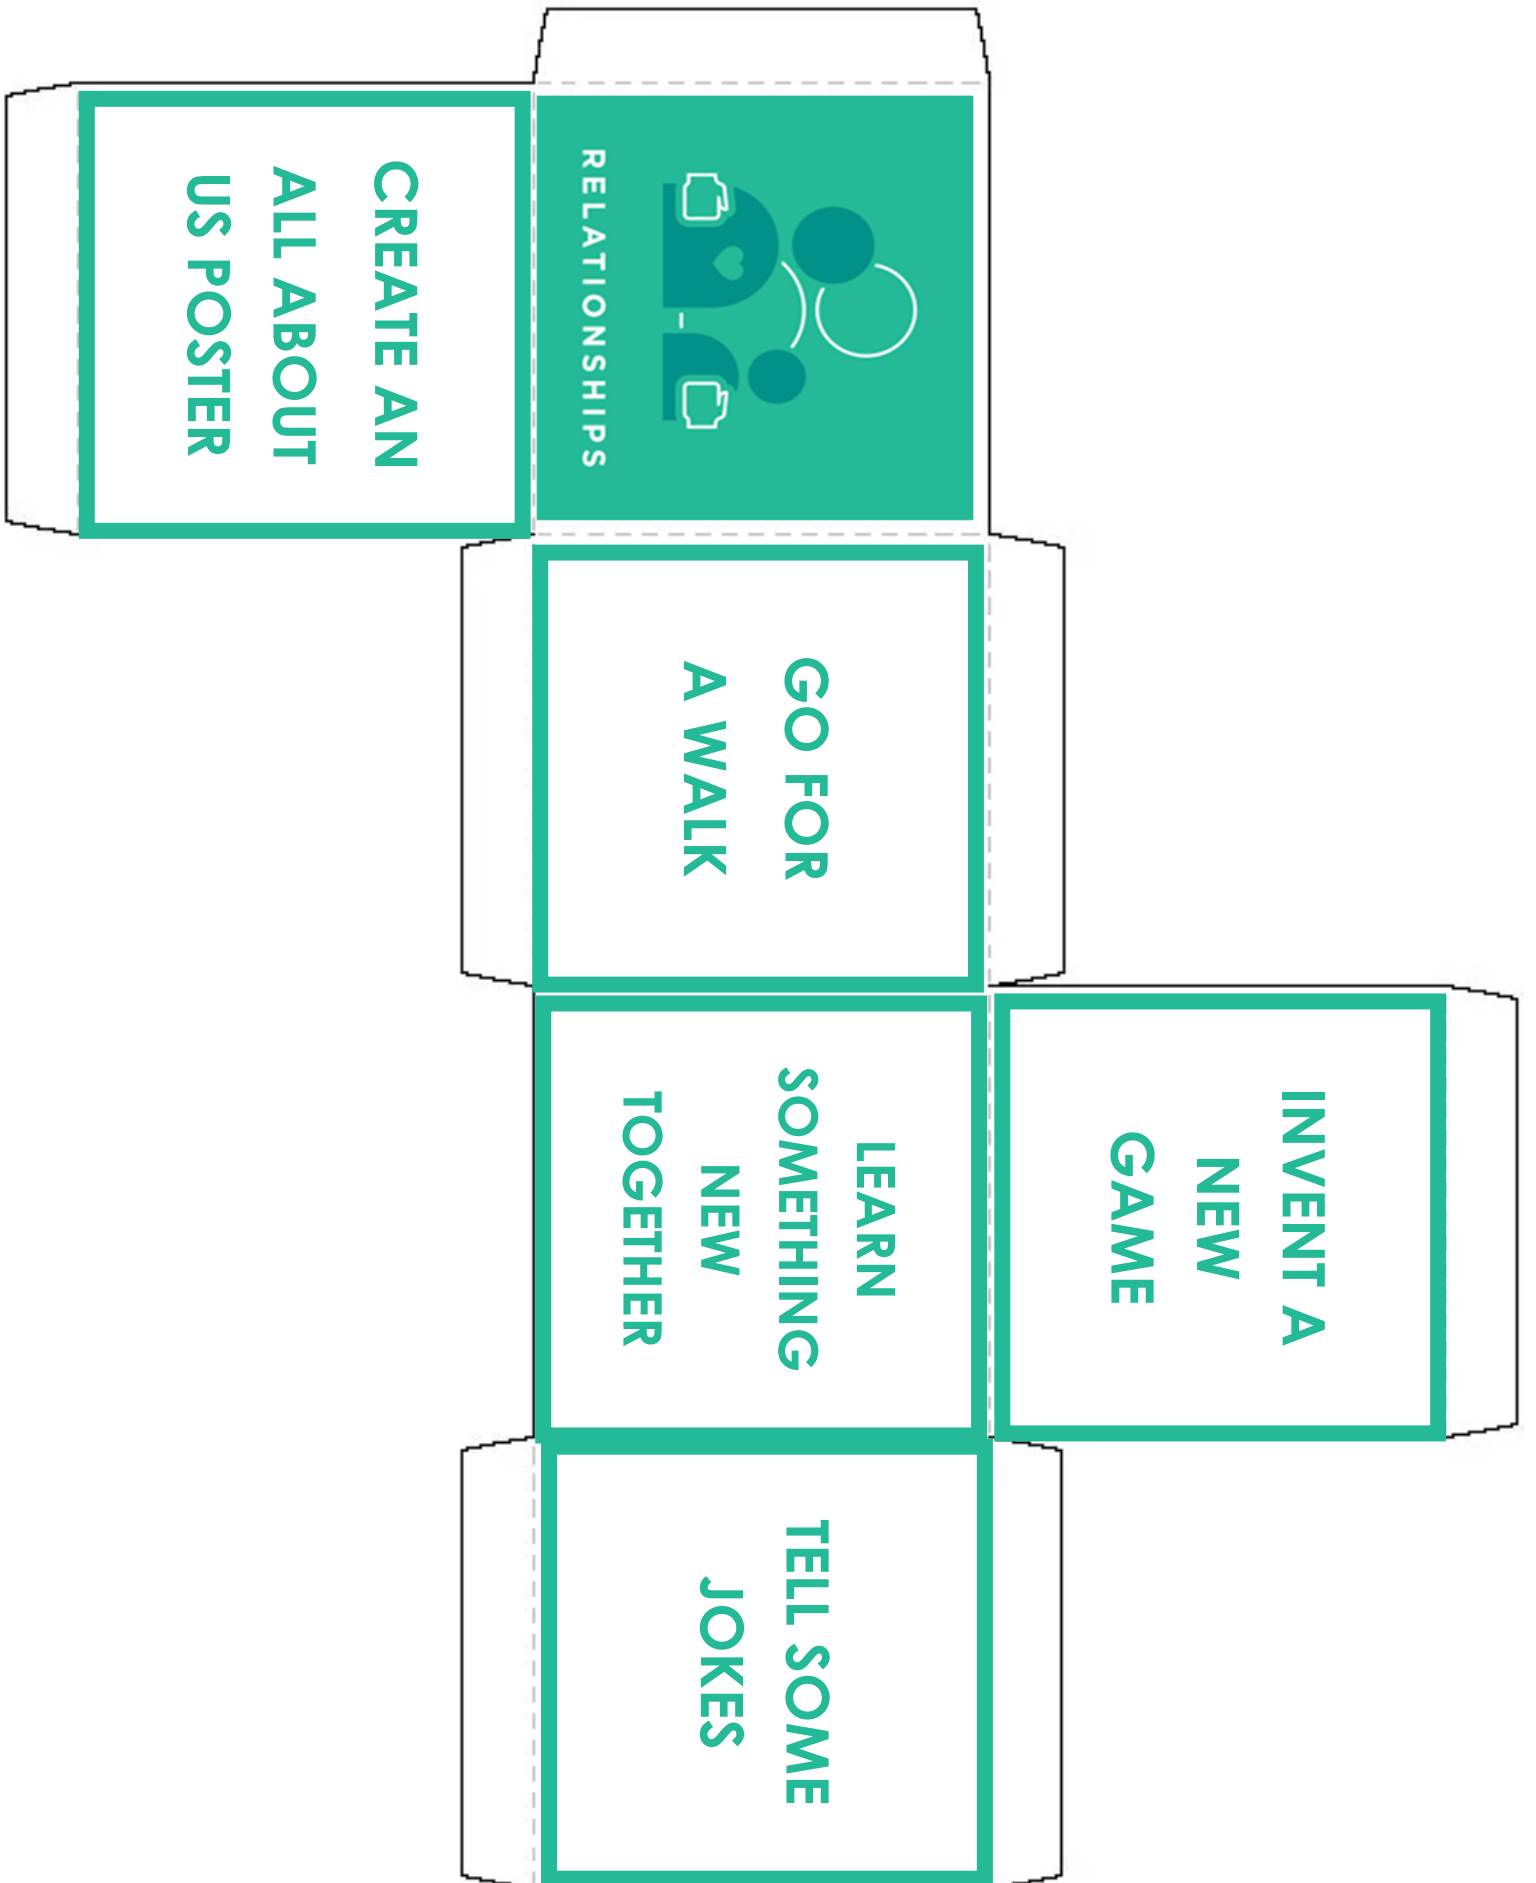 CREATE AN
ALL ABOUT
US POSTER
RELATIONSHIPS
GO FOR
A WALK
LEARN
SOMETHING
NEW
TOGETHER
INVENT A
NEW
GAME
TELL SOME
JOKES